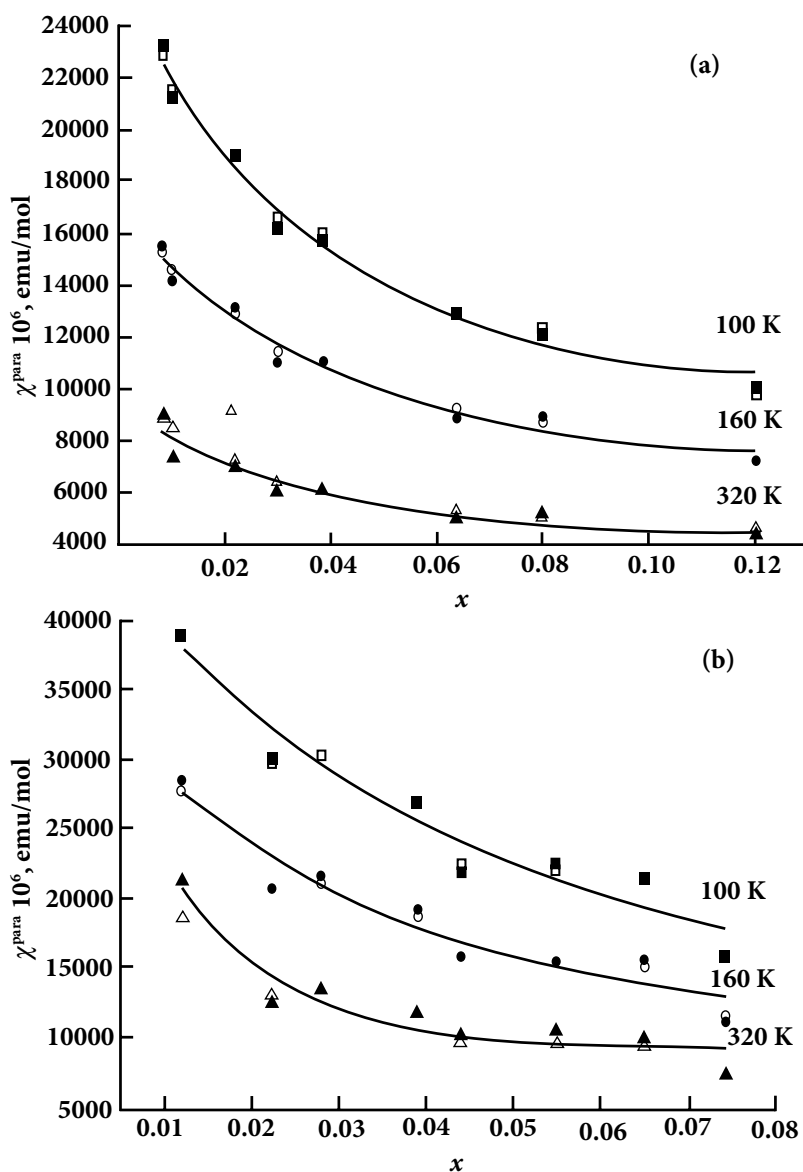 24000
(a)
22000
20000
18000
16000
14000
12000
10000
8000
6000
4000
χpara 10⁶, emu/mol
100 K
160 K
320 K
0.02 0.04 0.06 0.08 0.10 0.12
x
40000
(b)
35000
30000
25000
20000
15000
10000
5000
χpara 10⁶, emu/mol
100 K
160 K
320 K
0.01 0.02 0.03 0.04 0.05 0.06 0.07 0.08
x